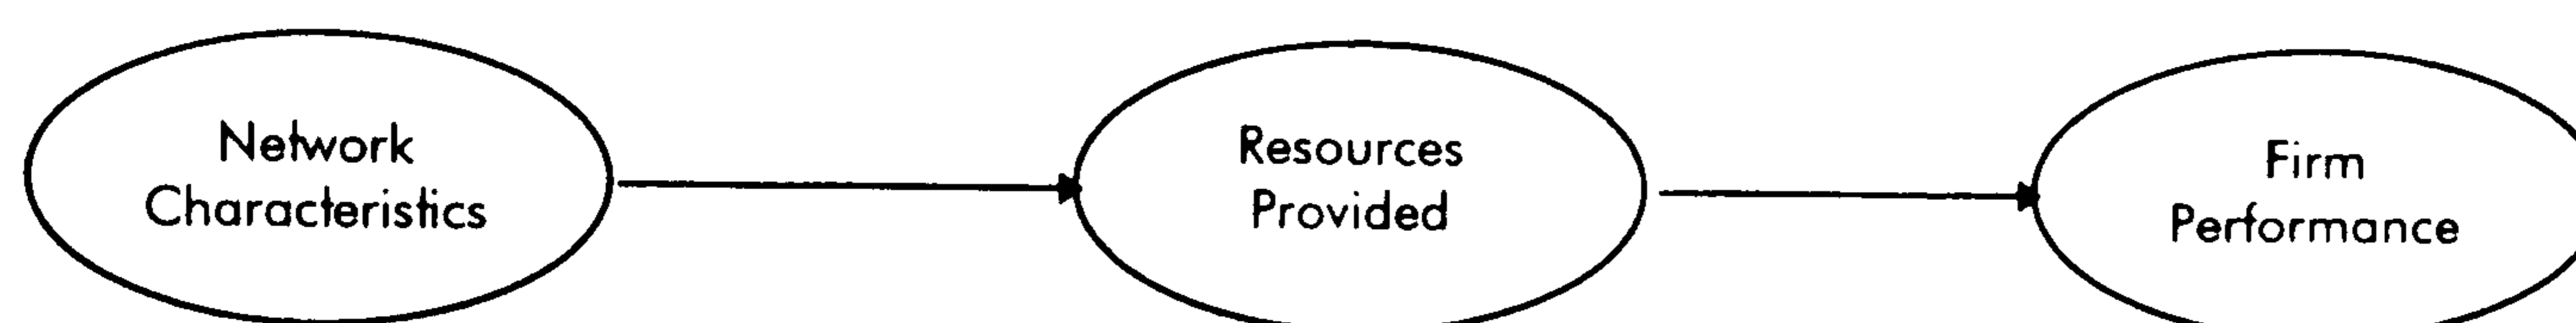 Network
Characteristics
Resources
Provided
Firm
Performance